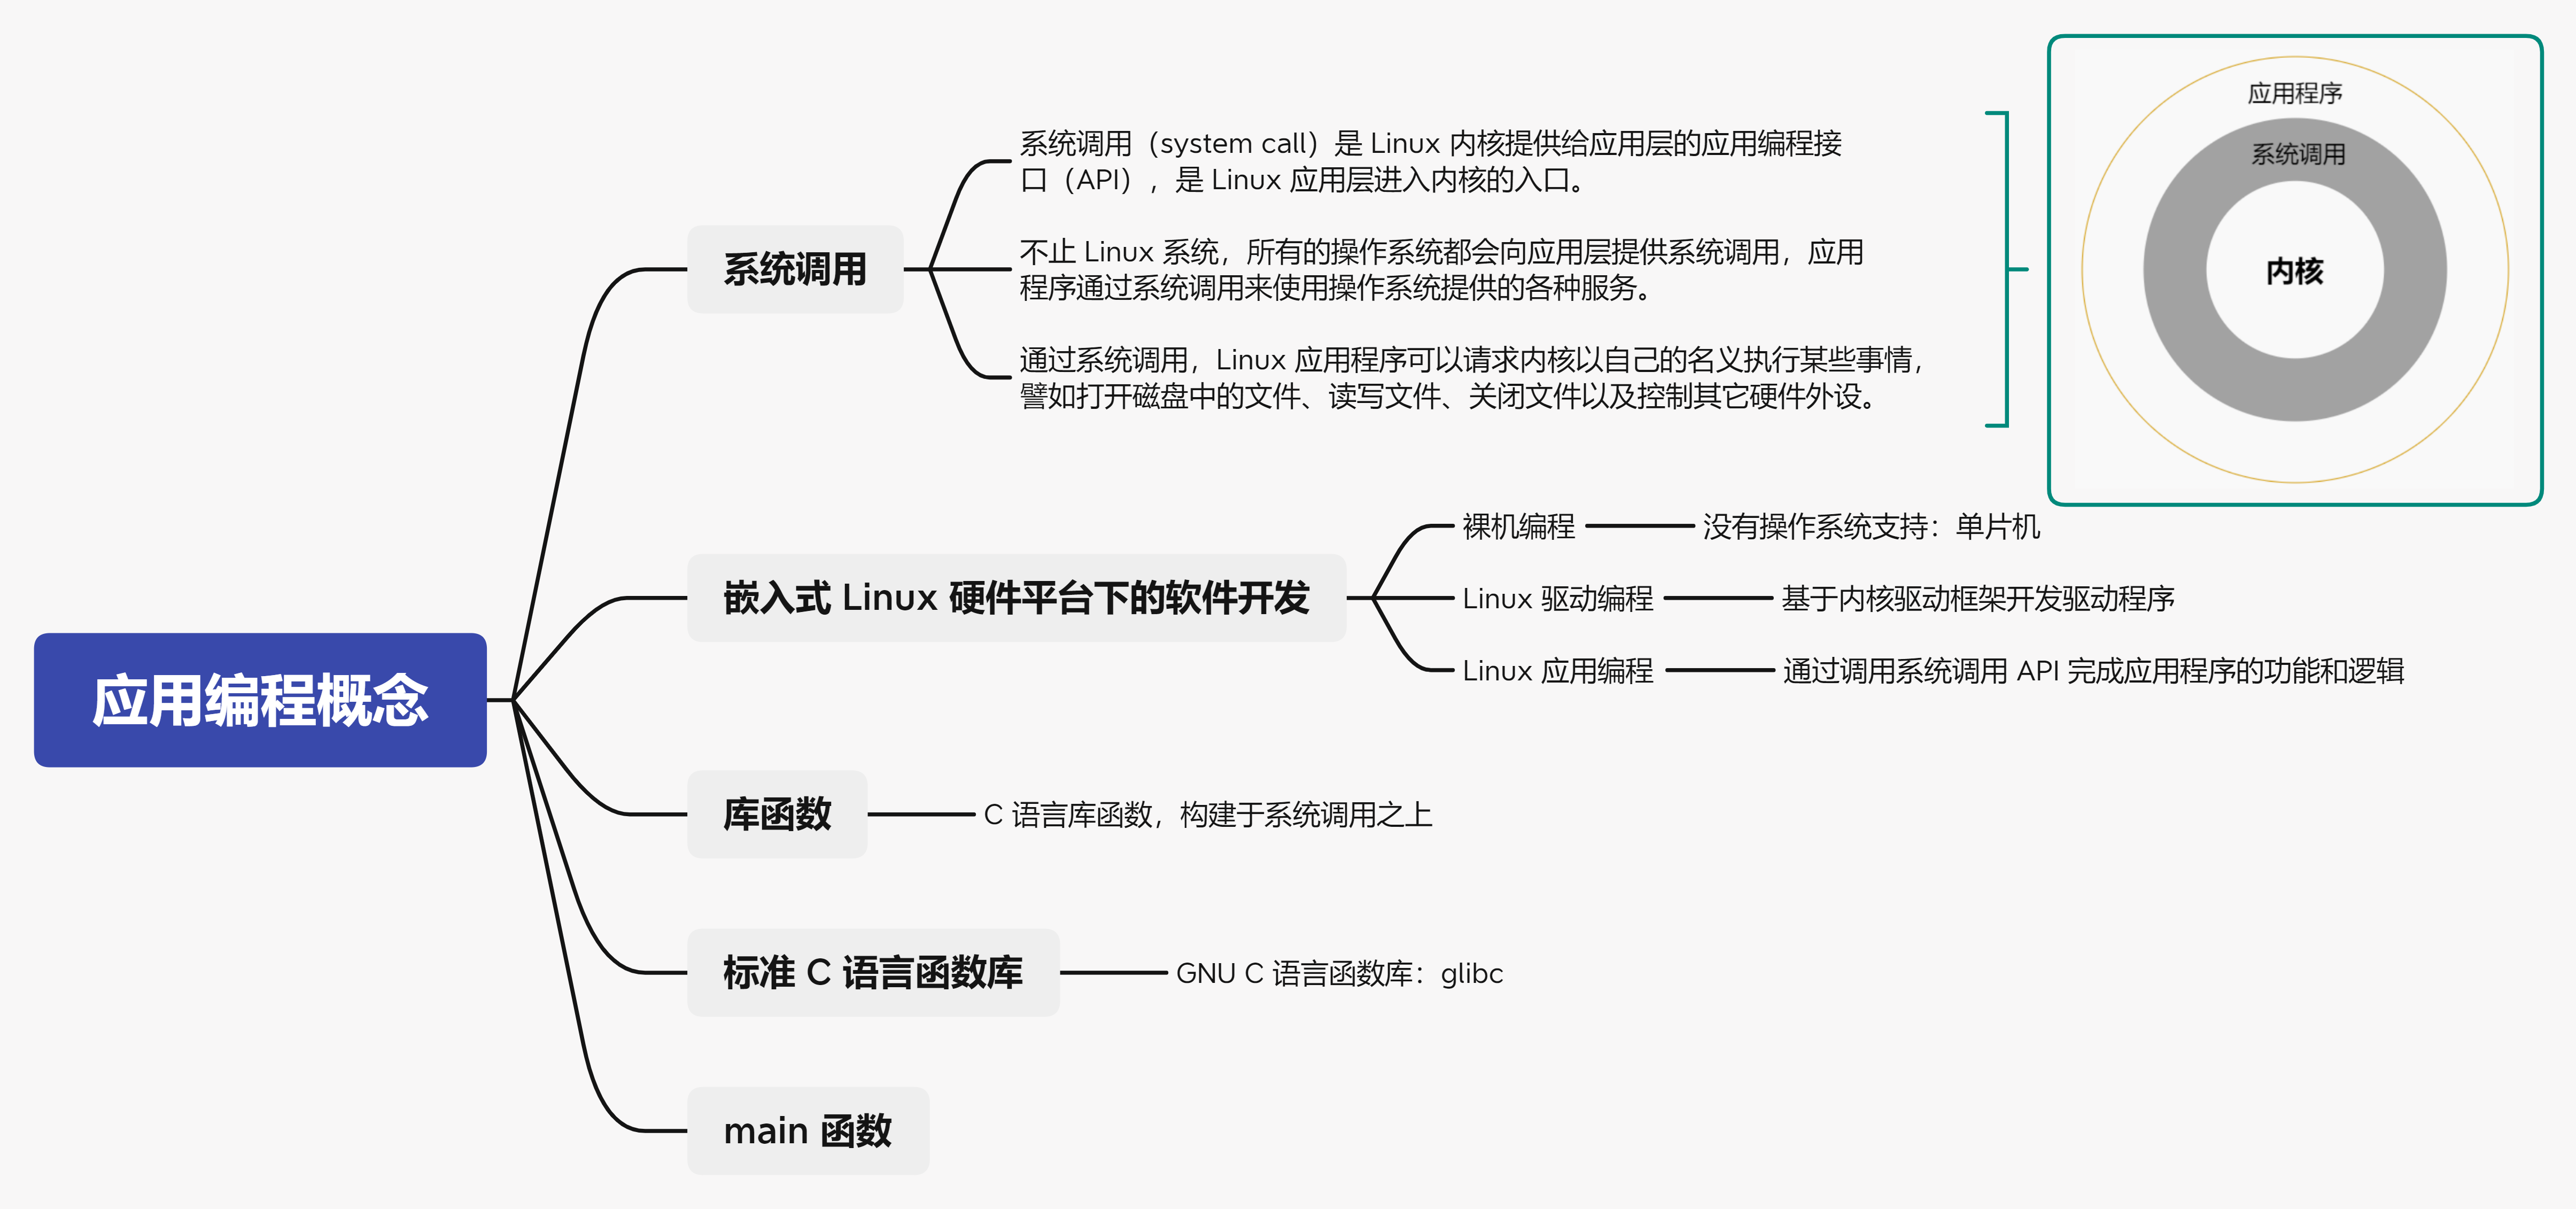 应用编程概念
系统调用
系统调用（system call）是 Linux 内核提供给应用层的应用编程接
口（API），是 Linux 应用层进入内核的入口。
不止 Linux 系统，所有的操作系统都会向应用层提供系统调用，应用
程序通过系统调用来使用操作系统提供的各种服务。
通过系统调用，Linux 应用程序可以请求内核以自己的名义执行某些事情，
譬如打开磁盘中的文件、读写文件、关闭文件以及控制其它硬件外设。
应用程序
系统调用
内核
嵌入式 Linux 硬件平台下的软件开发
裸机编程
没有操作系统支持：单片机
Linux 驱动编程
基于内核驱动框架开发驱动程序
Linux 应用编程
通过调用系统调用 API 完成应用程序的功能和逻辑
库函数
C 语言库函数，构建于系统调用之上
标准 C 语言函数库
GNU C 语言函数库：glibc
main 函数